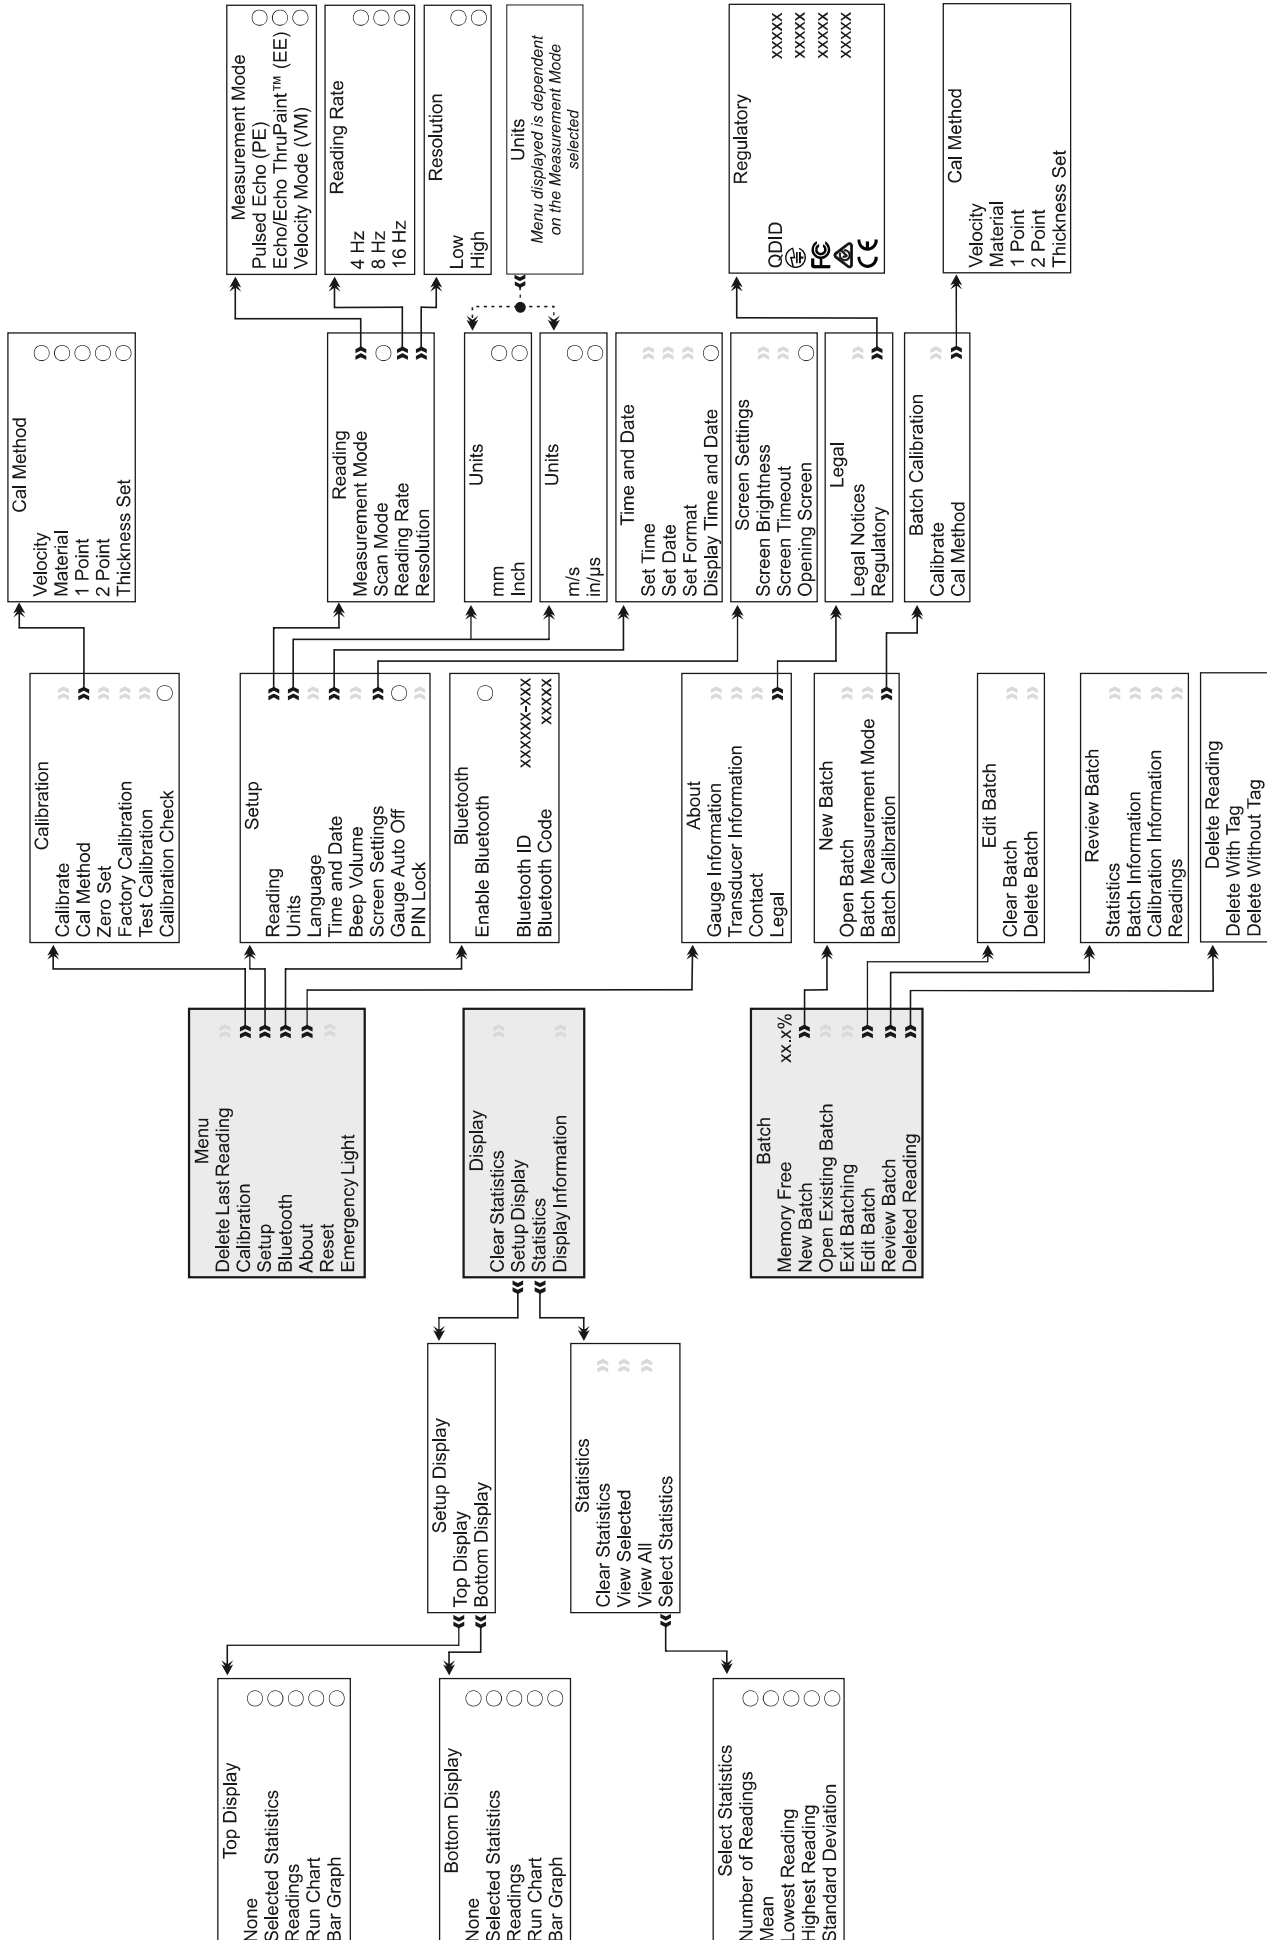 Top Display
None
Selected Statistics
Readings
Run Chart
Bar Graph
Bottom Display
None
Selected Statistics
Readings
Run Chart
Bar Graph
Select Statistics
Number of Readings
Mean
Lowest Reading
Highest Reading
Standard Deviation
Setup Display
Top Display
Bottom Display
Statistics
Clear Statistics
View Selected
View All
Select Statistics
Menu
Delete Last Reading
Calibration
Setup
Bluetooth
About
Reset
Emergency Light
Display
Clear Statistics
Setup Display
Statistics
Display Information
Batch
Memory Free xx.x%
New Batch
Open Existing Batch
Exit Batching
Edit Batch
Review Batch
Deleted Reading
Calibration
Calibrate
Cal Method
Zero Set
Factory Calibration
Test Calibration
Calibration Check
Setup
Reading
Units
Language
Time and Date
Beep Volume
Screen Settings
Gauge Auto Off
PIN Lock
Bluetooth
Enable Bluetooth
Bluetooth ID xxxxxx-xxx
Bluetooth Code xxxxx
About
Gauge Information
Transducer Information
Contact
Legal
New Batch
Open Batch
Batch Measurement Mode
Batch Calibration
Edit Batch
Clear Batch
Delete Batch
Review Batch
Statistics
Batch Information
Calibration Information
Readings
Delete Reading
Delete With Tag
Delete Without Tag
Cal Method
Velocity
Material
1 Point
2 Point
Thickness Set
Reading
Measurement Mode
Scan Mode
Reading Rate
Resolution
Units
mm
Inch
Units
m/s
in/µs
Time and Date
Set Time
Set Date
Set Format
Display Time and Date
Screen Settings
Screen Brightness
Screen Timeout
Opening Screen
Legal
Legal Notices
Regulatory
Batch Calibration
Calibrate
Cal Method
Measurement Mode
Pulsed Echo (PE)
Echo/Echo ThruPaint™ (EE)
Velocity Mode (VM)
Reading Rate
4 Hz
8 Hz
16 Hz
Resolution
Low
High
Units
Menu displayed is dependent
on the Measurement Mode
selected
Regulatory
QDID xxxxx
xxxxx
FC xxxxx
xxxxx
CE
Cal Method
Velocity
Material
1 Point
2 Point
Thickness Set